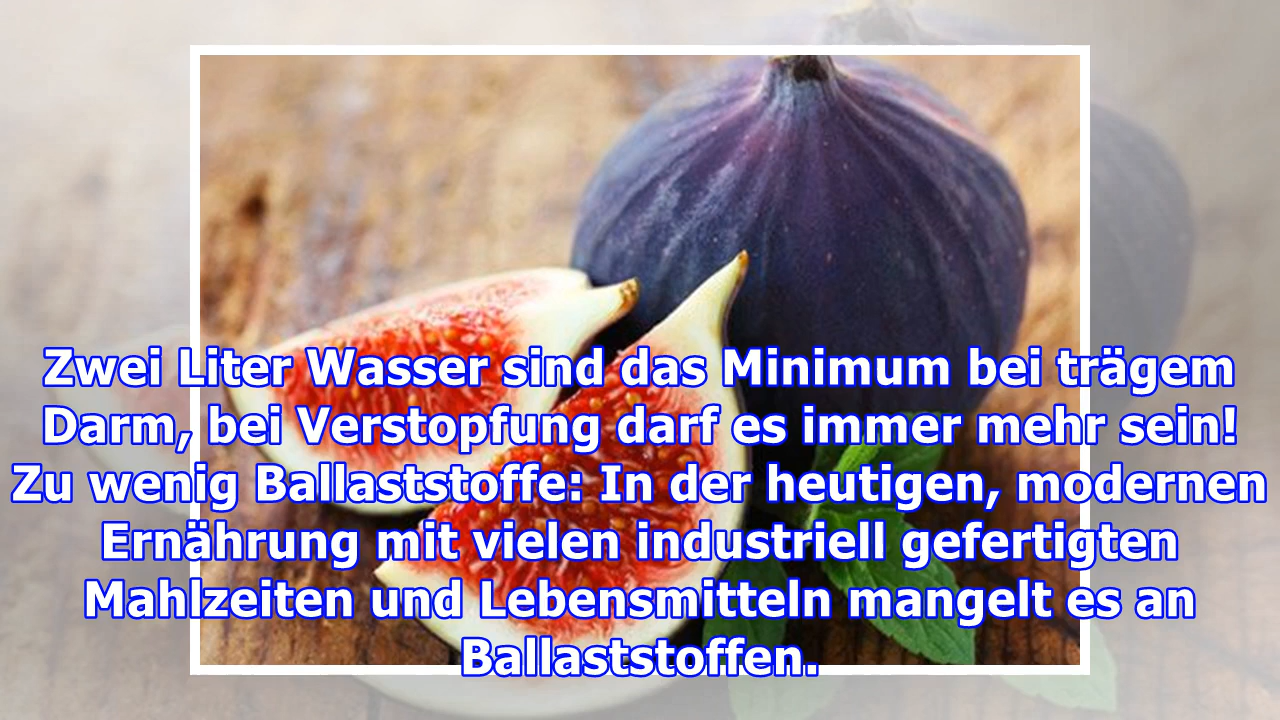 Zwei Liter Wasser sind das Minimum bei trägem
Darm, bei Verstopfung darf es immer mehr sein!
Zu wenig Ballaststoffe: In der heutigen, modernen
Ernährung mit vielen industriell gefertigten
Mahlzeiten und Lebensmitteln mangelt es an
Ballaststoffen.